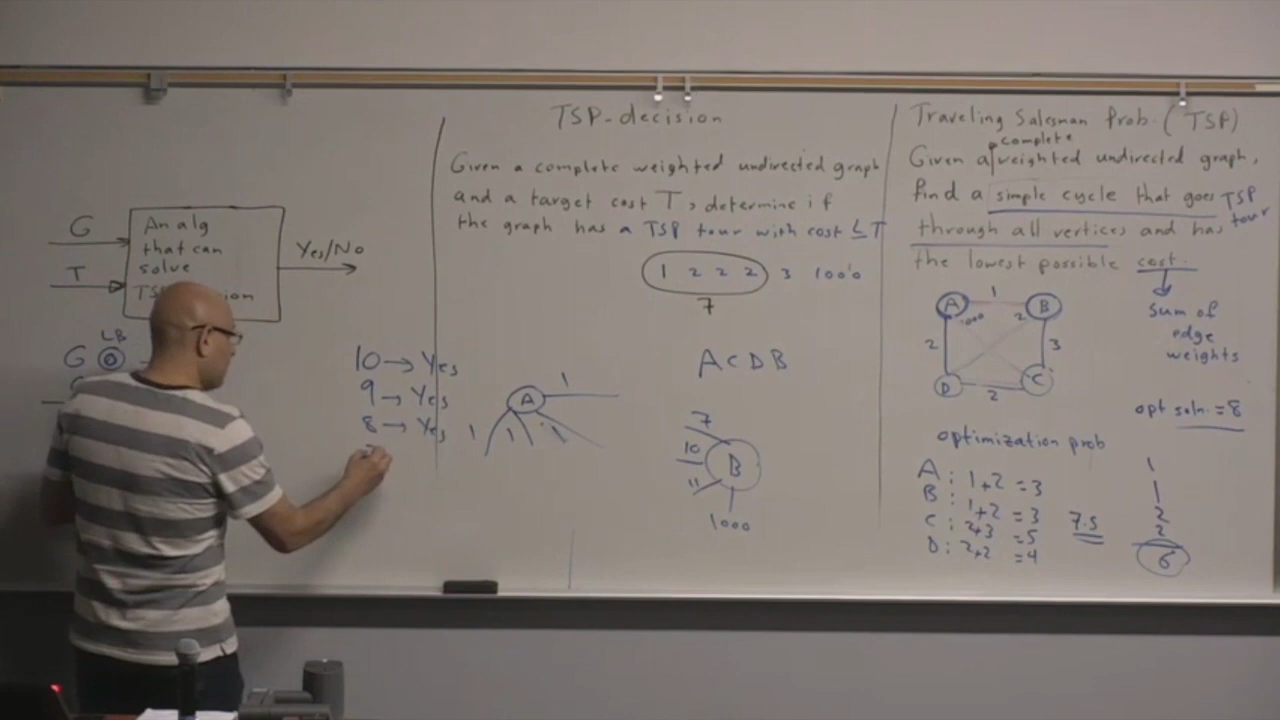 G
T
An alg
that can
solve
Yes/No
LB
G
10 → Yes
9 → Yes
8 → Yes
TSP-decision
Given a complete weighted undirected graph
and a target cost T, determine if
the graph has a TSP tour with cost ≤ T
1 2 2 2 3 1000
7
A C D B
A
1
1
1
1
7
10
11
B
1000
Traveling Salesman Prob. (TSP)
complete
Given a weighted undirected graph,
find a simple cycle that goes
TSP
tour
through all vertices and has
the lowest possible cost.
sum of
edge
weights
A 1 B
1000 2
2 3
D 2 C
opt soln. = 8
optimization prob
A : 1+2 = 3
B : 1+2 = 3
C : 2+3 = 5
D : 2+2 = 4
7.5
1
1
2
2
6